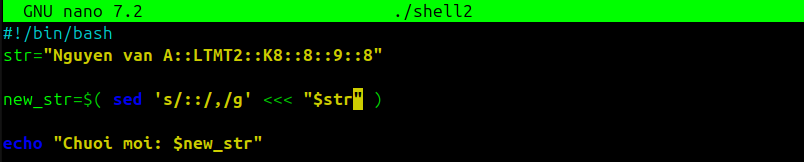 GNU nano 7.2 ./shell2
#!/bin/bash
str="Nguyen van A::LTMT2::K8::8::9::8"
new_str=$( sed 's/::/,/g' <<< "$str" )
echo "Chuoi moi: $new_str"